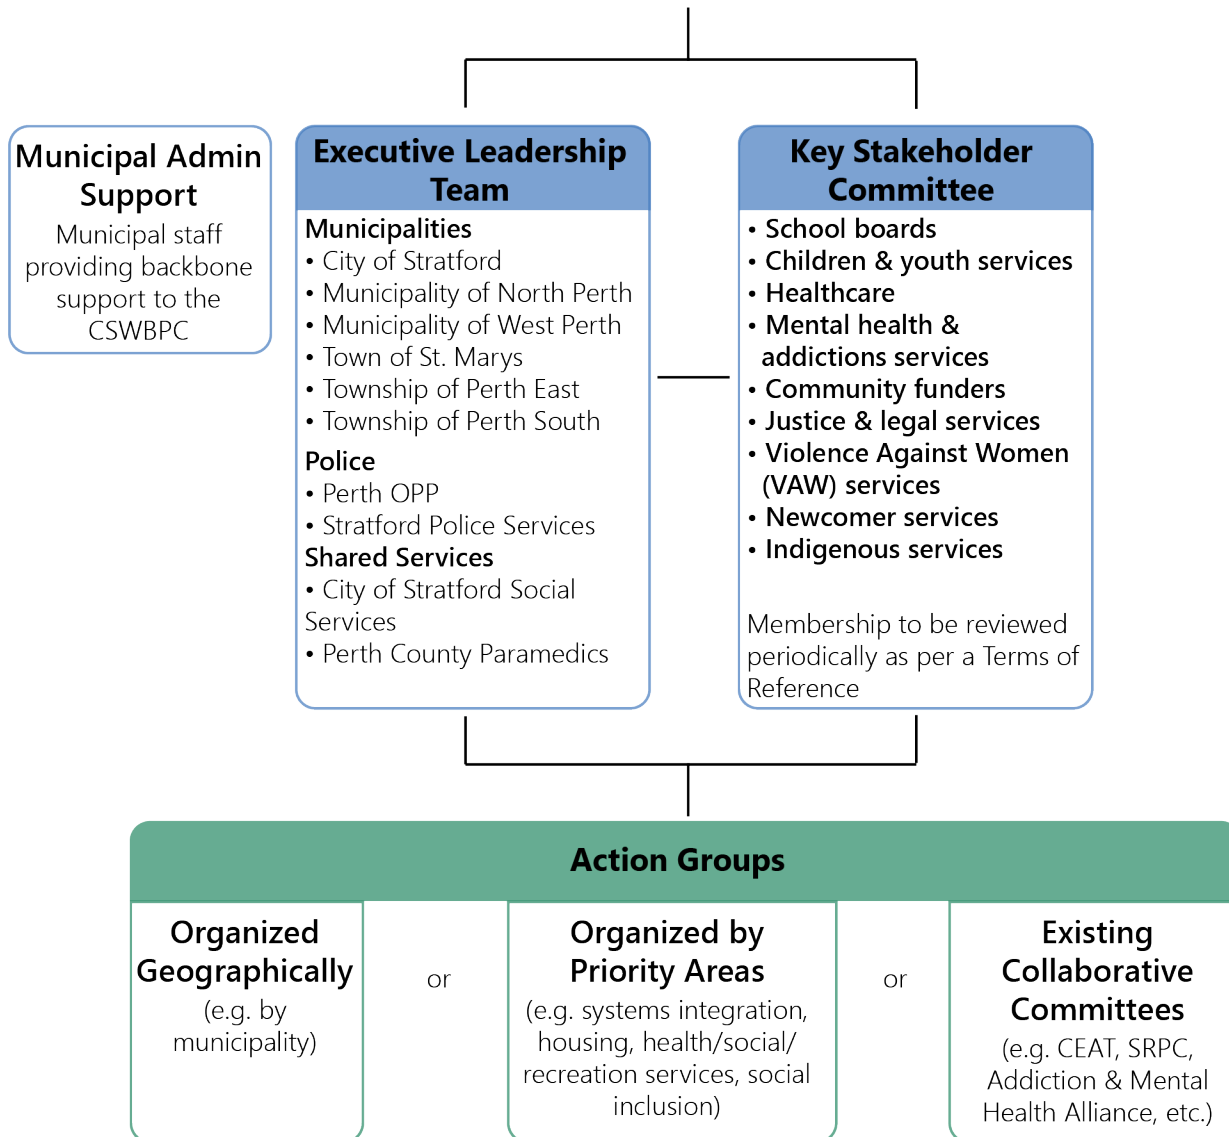 Municipal Admin
Support
Municipal staff
providing backbone
support to the
CSWBPC
Executive Leadership
Team
Municipalities
• City of Stratford
• Municipality of North Perth
• Municipality of West Perth
• Town of St. Marys
• Township of Perth East
• Township of Perth South
Police
• Perth OPP
• Stratford Police Services
Shared Services
• City of Stratford Social
Services
• Perth County Paramedics
Key Stakeholder
Committee
• School boards
• Children & youth services
• Healthcare
• Mental health &
addictions services
• Community funders
• Justice & legal services
• Violence Against Women
(VAW) services
• Newcomer services
• Indigenous services
Membership to be reviewed
periodically as per a Terms of
Reference
Action Groups
Organized
Geographically
(e.g. by
municipality)
or
Organized by
Priority Areas
(e.g. systems integration,
housing, health/social/
recreation services, social
inclusion)
or
Existing
Collaborative
Committees
(e.g. CEAT, SRPC,
Addiction & Mental
Health Alliance, etc.)